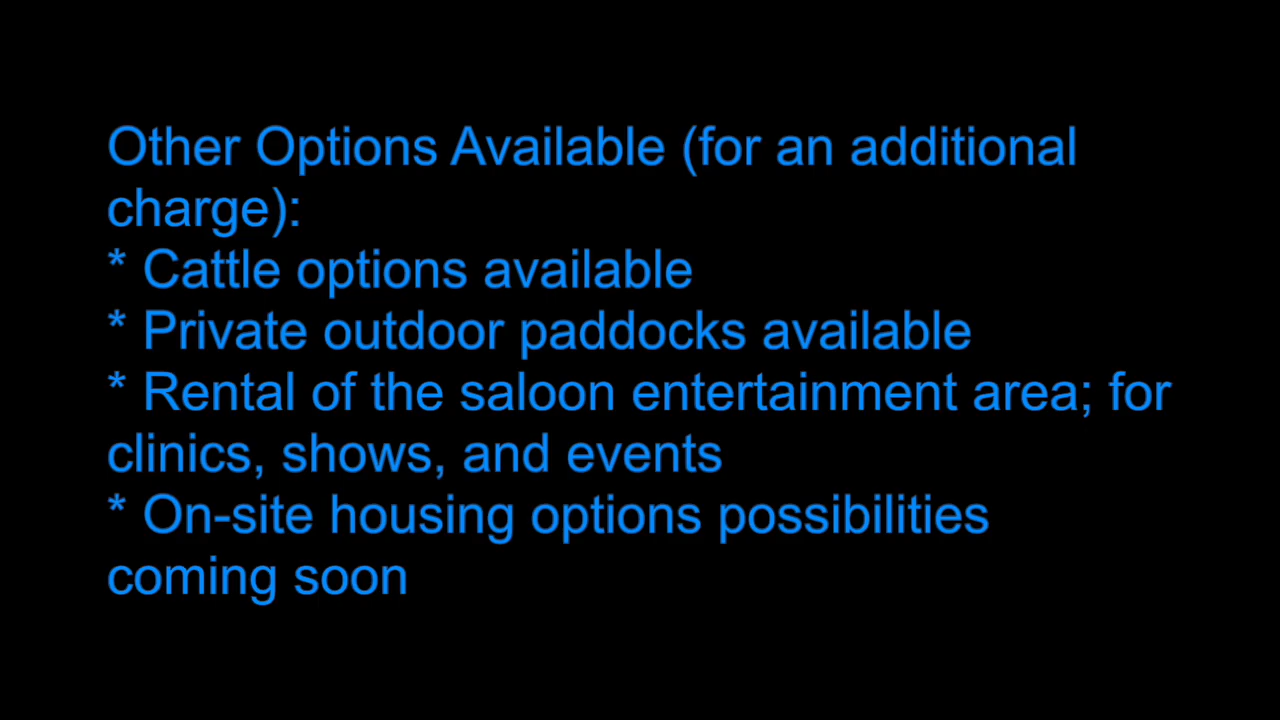 Other Options Available (for an additional
charge):
* Cattle options available
* Private outdoor paddocks available
* Rental of the saloon entertainment area; for
clinics, shows, and events
* On-site housing options possibilities
coming soon